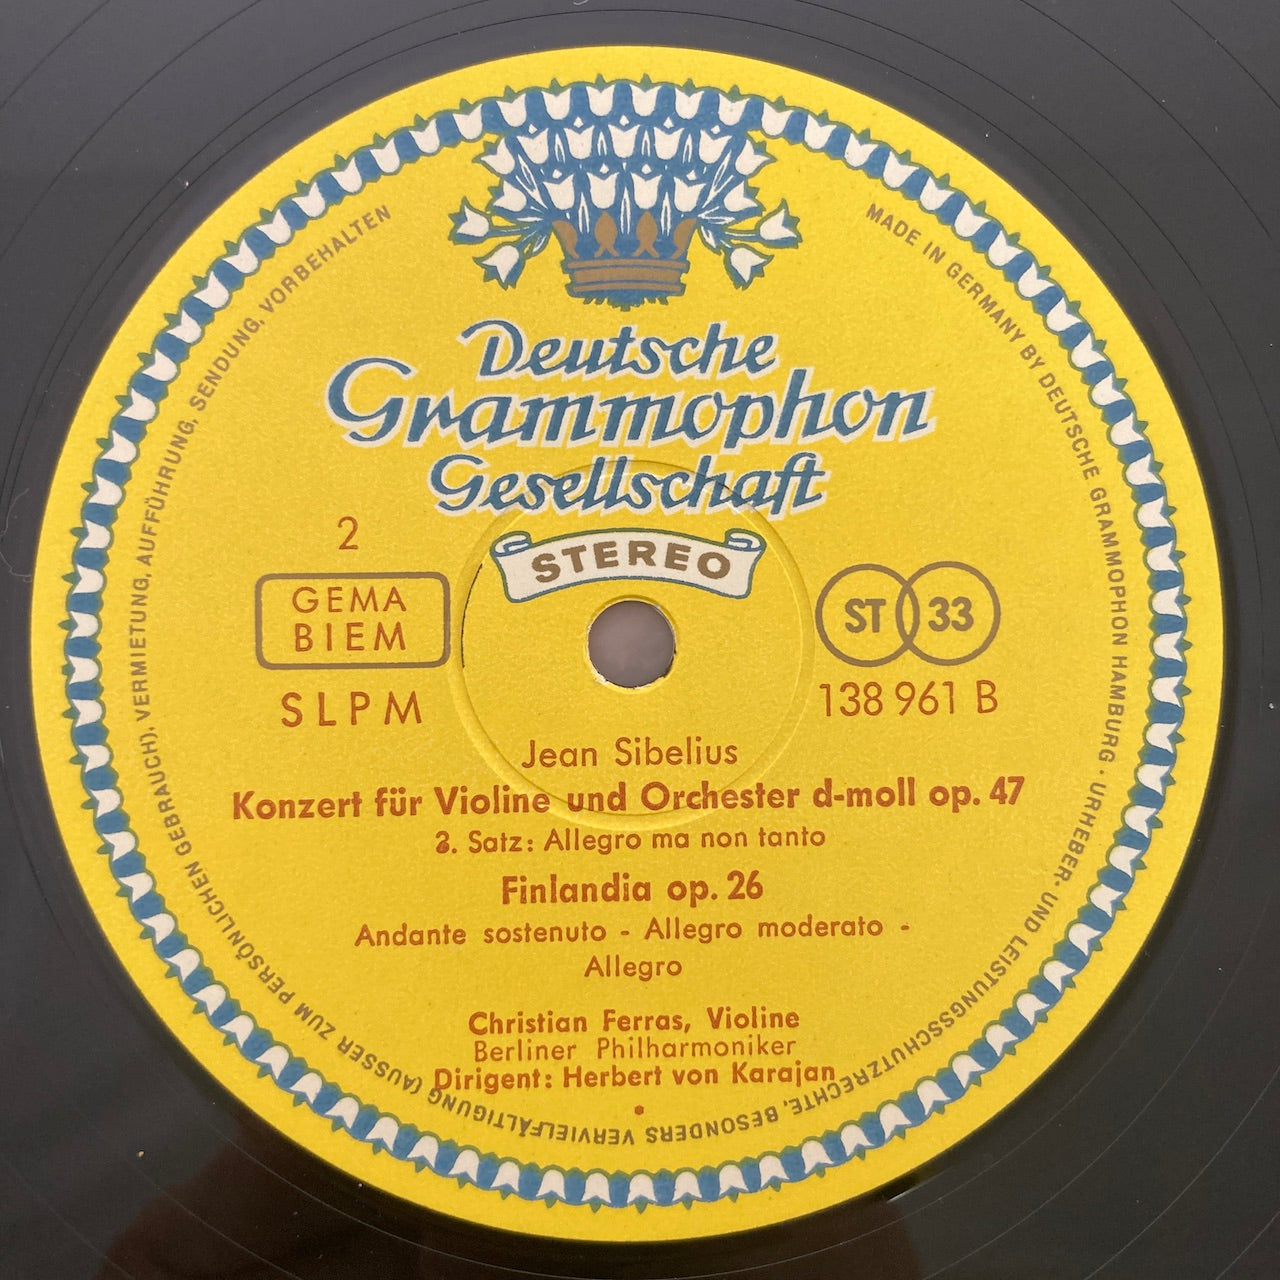 Deutsche
Grammophon
Gesellschaft
STEREO
2
GEMA
BIEM
SLPM
ST 33
138 961 B
Jean Sibelius
Konzert für Violine und Orchester d-moll op. 47
3. Satz: Allegro ma non tanto
Finlandia op. 26
Andante sostenuto - Allegro moderato -
Allegro
Christian Ferras, Violine
Berliner Philharmoniker
Dirigent: Herbert von Karajan
MADE IN GERMANY BY DEUTSCHE GRAMMOPHON HAMBURG · URHEBER- UND LEISTUNGSSCHUTZRECHTE, BESONDERS VERVIELFÄLTIGUNG (AUSSER ZUM PERSÖNLICHEN GEBRAUCH), VERMIETUNG, AUFFÜHRUNG, SENDUNG, VORBEHALTEN